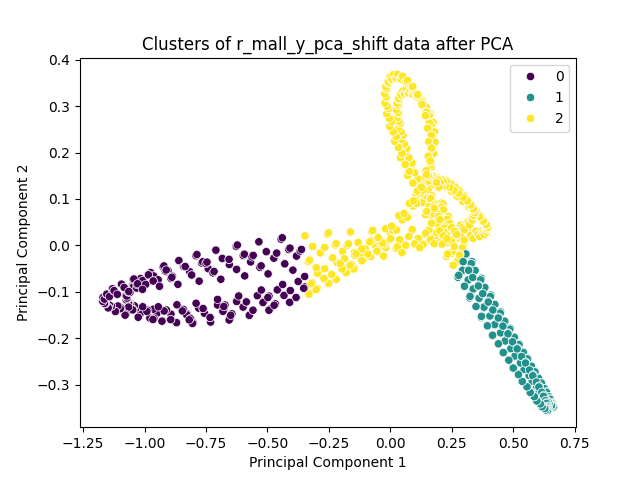 Clusters of r_mall_y_pca_shift data after PCA
0
1
2
0.4
0.3
0.2
0.1
0.0
−0.1
−0.2
−0.3
Principal Component 2
−1.25 −1.00 −0.75 −0.50 −0.25 0.00 0.25 0.50 0.75
Principal Component 1